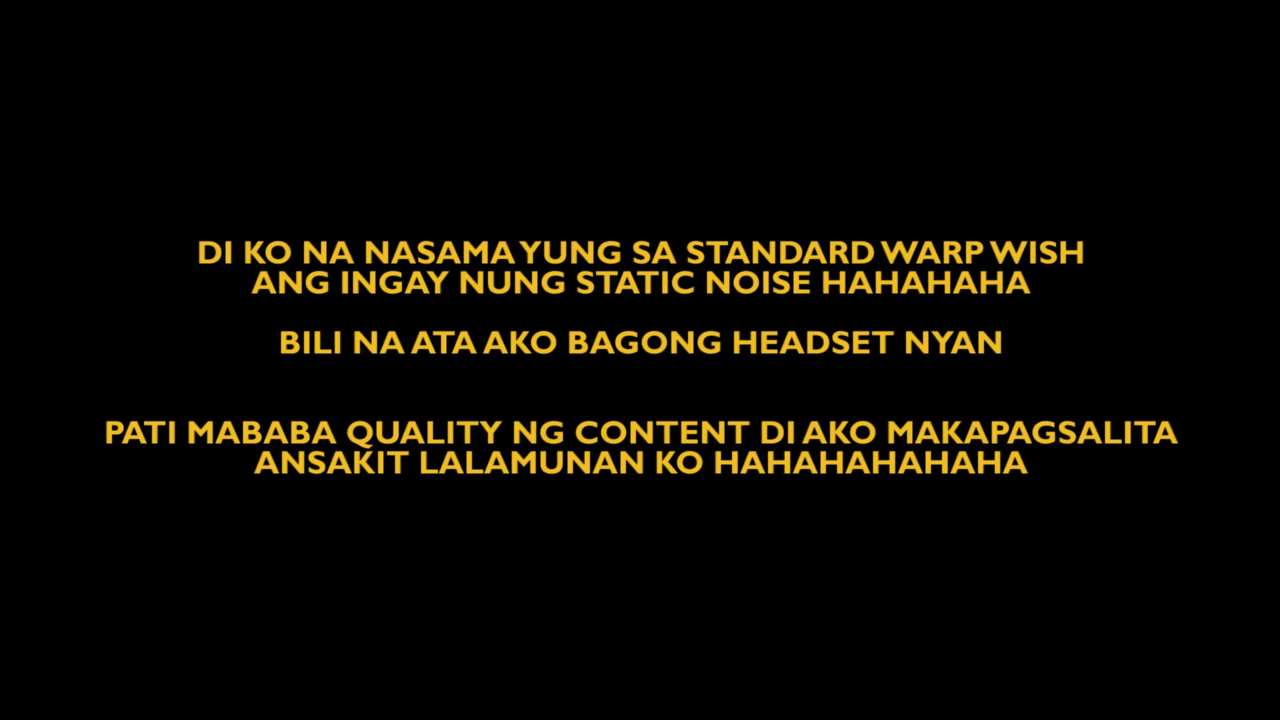 DI KO NA NASAMA YUNG SA STANDARD WARP WISH
ANG INGAY NUNG STATIC NOISE HAHAHAHA
BILI NA ATA AKO BAGONG HEADSET NYAN
PATI MABABA QUALITY NG CONTENT DI AKO MAKAPAGSALITA
ANSAKIT LALAMUNAN KO HAHAHAHAHAHA